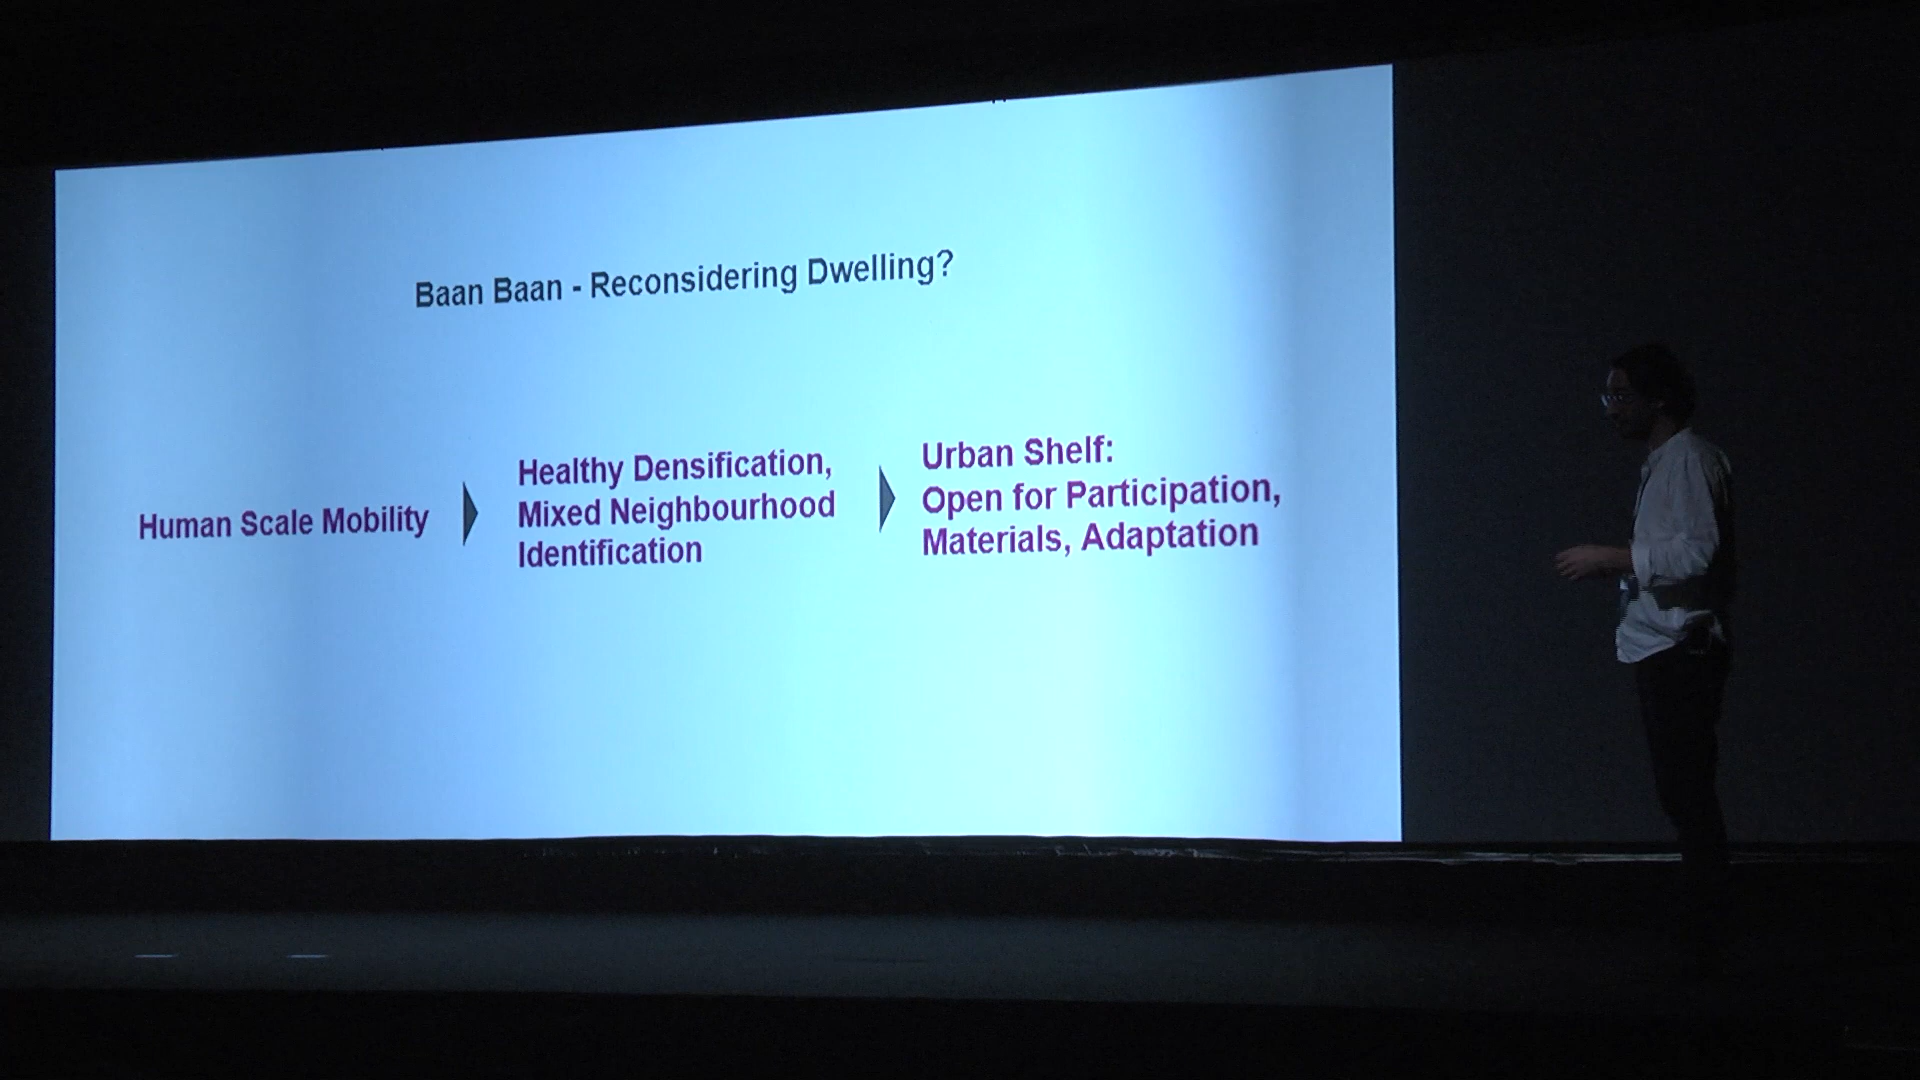 Baan Baan - Reconsidering Dwelling?
Human Scale Mobility
Healthy Densification,
Mixed Neighbourhood
Identification
Urban Shelf:
Open for Participation,
Materials, Adaptation